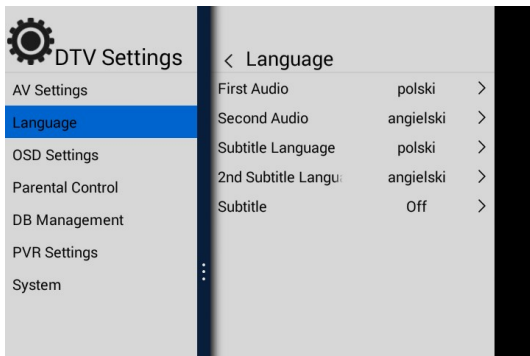 DTV Settings
AV Settings
Language
OSD Settings
Parental Control
DB Management
PVR Settings
System
< Language
First Audio polski >
Second Audio angielski >
Subtitle Language polski >
2nd Subtitle Langu angielski >
Subtitle Off >